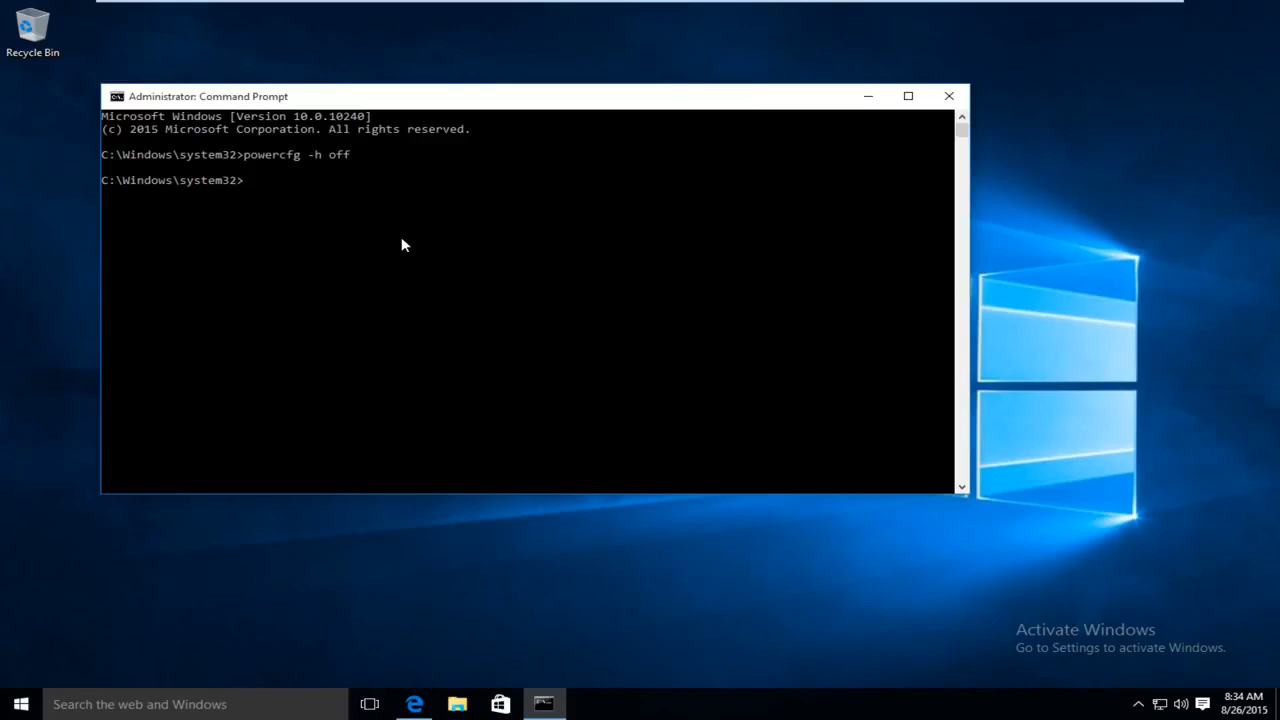 Recycle Bin
Administrator: Command Prompt
Microsoft Windows [Version 10.0.10240]
(c) 2015 Microsoft Corporation. All rights reserved.
C:\Windows\system32>powercfg -h off
C:\Windows\system32>
Activate Windows
Go to Settings to activate Windows.
Search the web and Windows
8:34 AM
8/26/2015